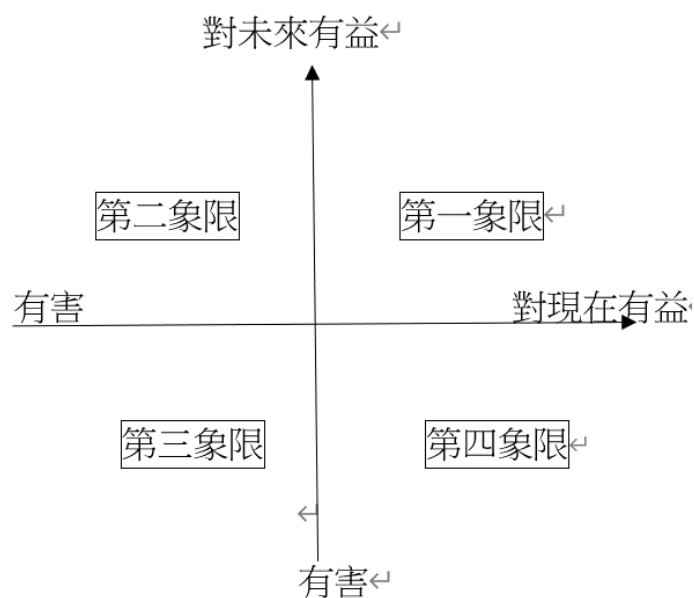 對未來有益
第二象限 第一象限
有害 對現在有益
第三象限 第四象限
有害